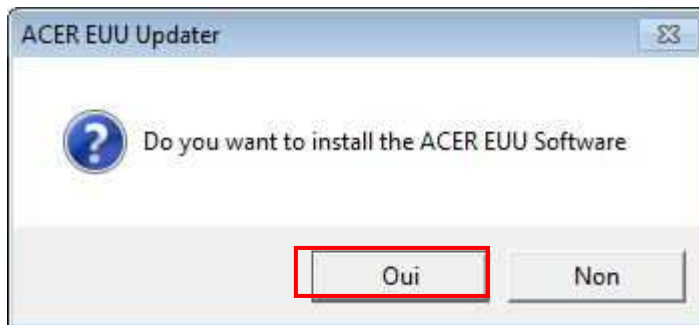 ACER EUU Updater
Do you want to install the ACER EUU Software
Oui
Non